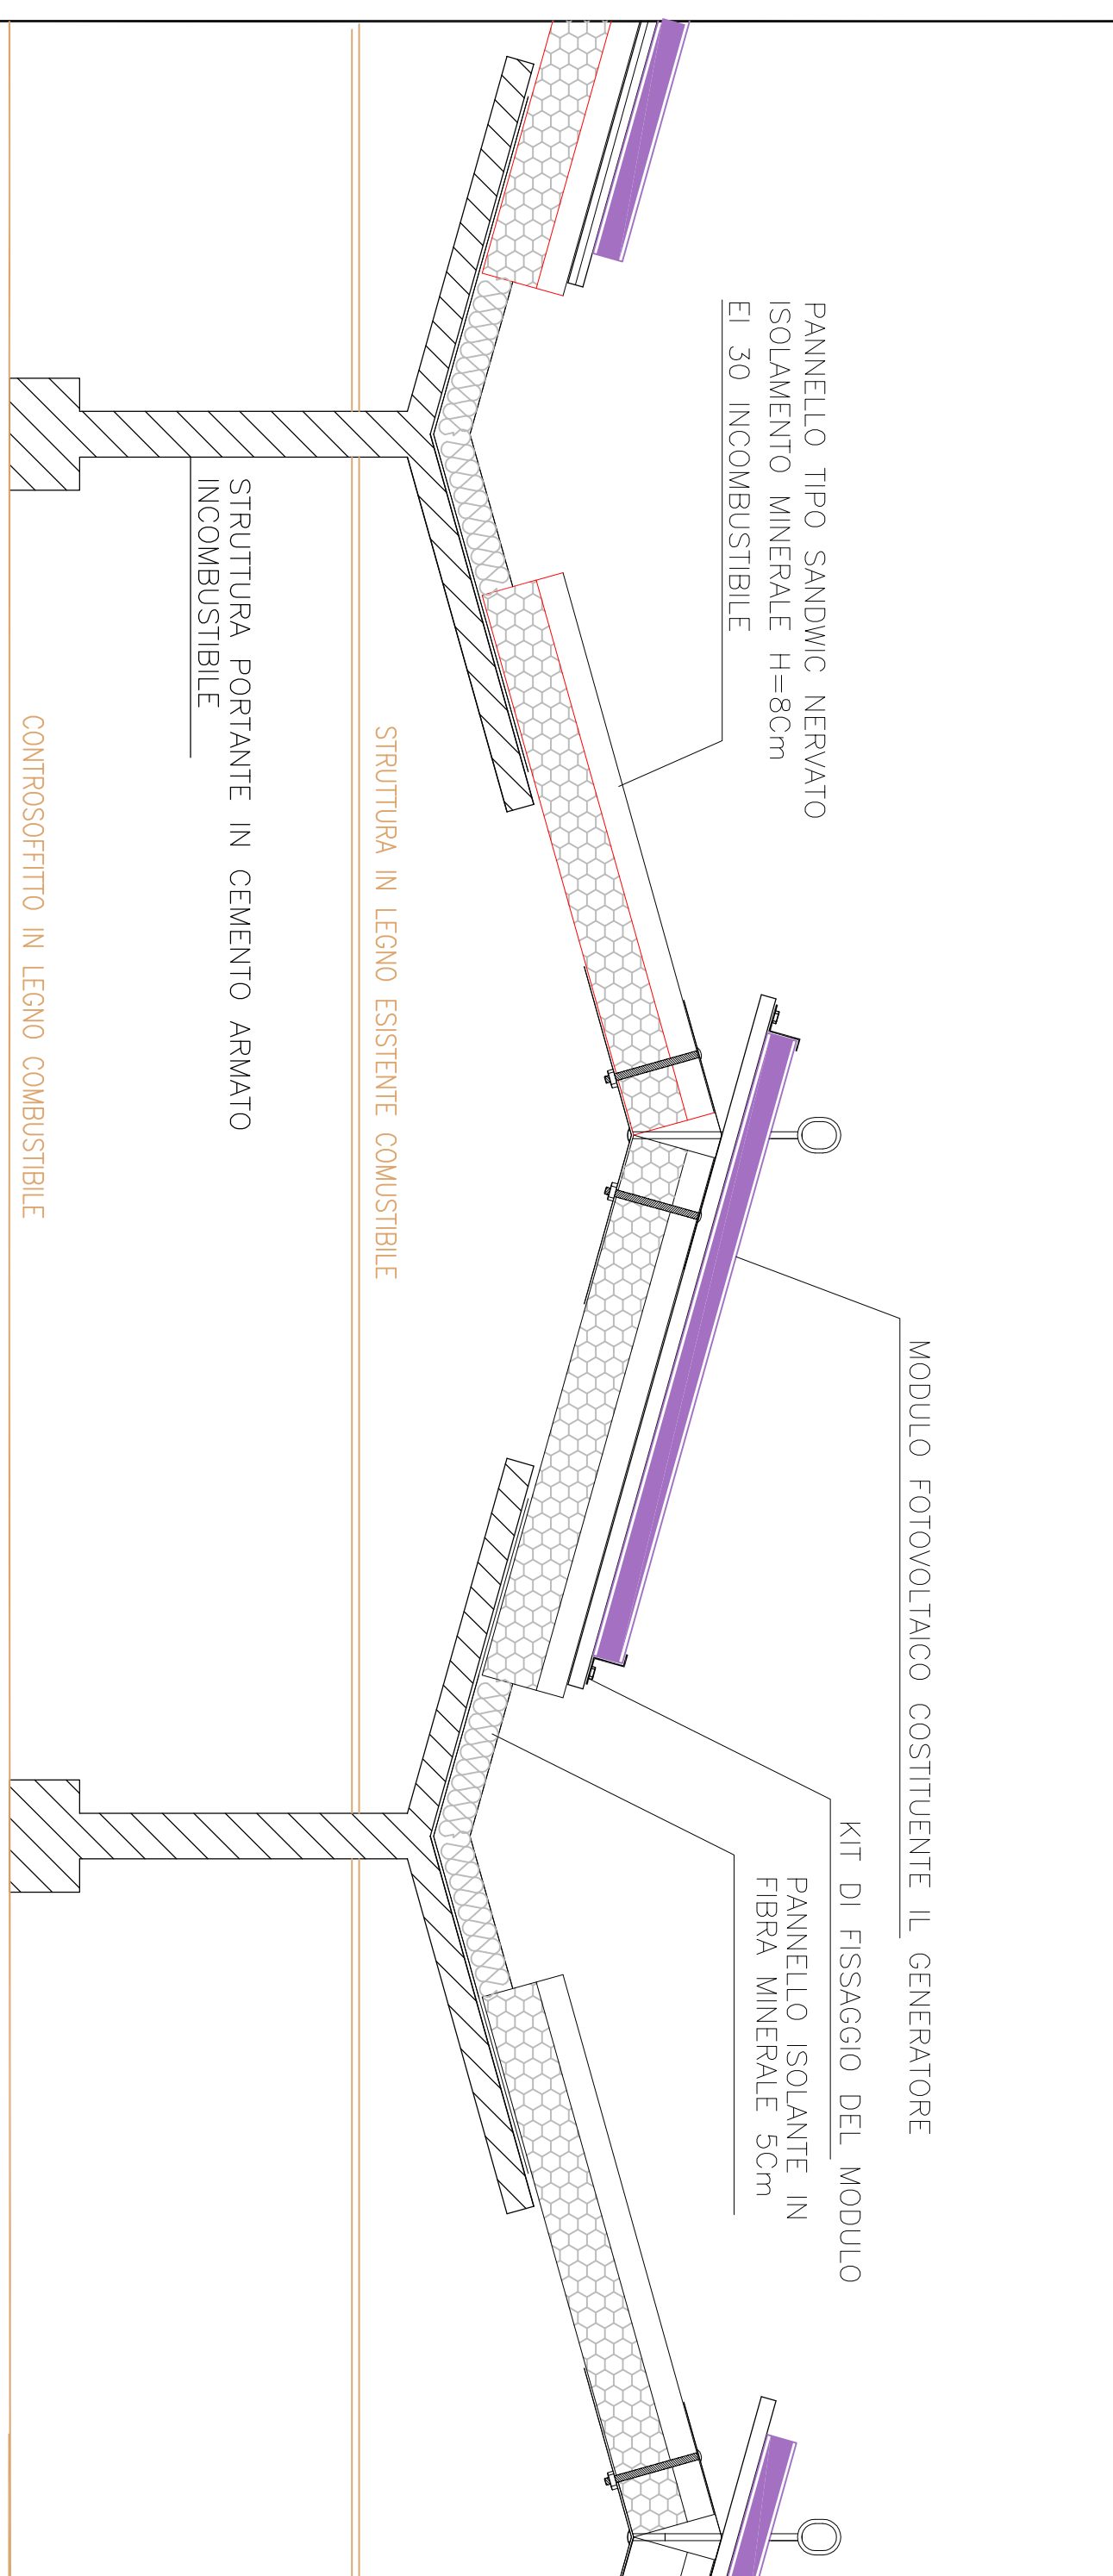 PANNELLO TIPO SANDWIC NERVATO
ISOLAMENTO MINERALE H=8Cm
EI 30 INCOMBUSTIBILE
STRUTTURA PORTANTE IN CEMENTO ARMATO
INCOMBUSTIBILE
STRUTTURA IN LEGNO ESISTENTE COMUSTIBILE
CONTROSOFFITTO IN LEGNO COMBUSTIBILE
MODULO FOTOVOLTAICO COSTITUENTE IL GENERATORE
KIT DI FISSAGGIO DEL MODULO
PANNELLO ISOLANTE IN
FIBRA MINERALE 5Cm